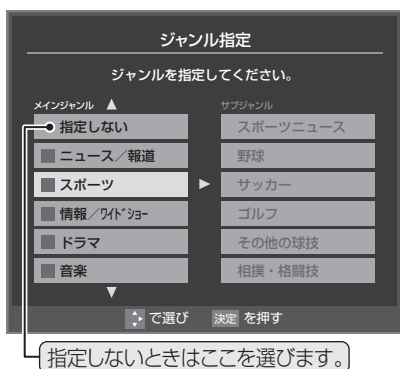 ジャンル指定
ジャンルを指定してください。
メインジャンル ▲
サブジャンル
指定しない
スポーツニュース
ニュース／報道
野球
スポーツ ▶
サッカー
情報／ワイドショー
ゴルフ
ドラマ
その他の球技
音楽
相撲・格闘技
▼
で選び 決定 を押す
指定しないときはここを選びます。